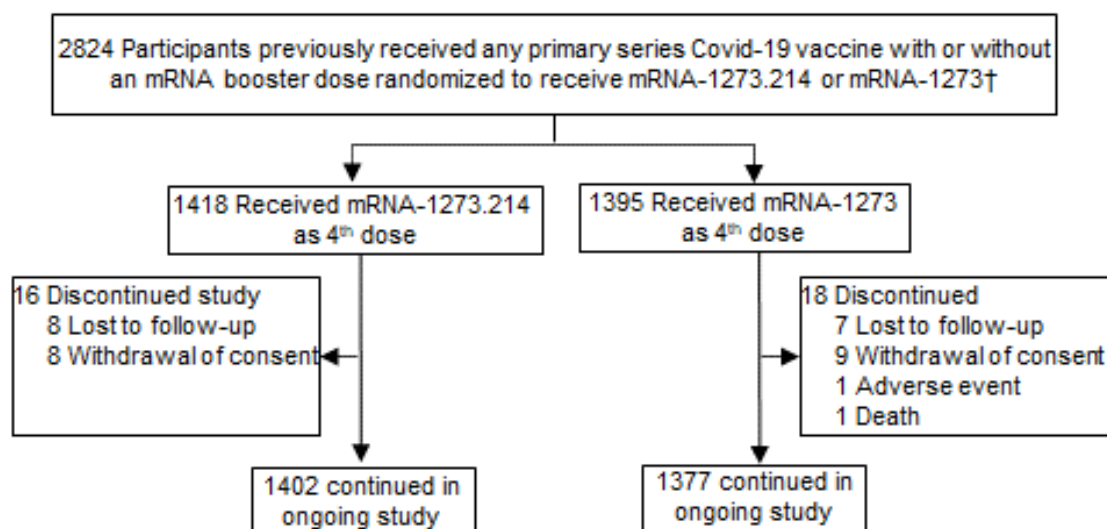 2824 Participants previously received any primary series Covid-19 vaccine with or without
an mRNA booster dose randomized to receive mRNA-1273.214 or mRNA-1273†
1418 Received mRNA-1273.214
as 4th dose
1395 Received mRNA-1273
as 4th dose
16 Discontinued study
8 Lost to follow-up
8 Withdrawal of consent
18 Discontinued
7 Lost to follow-up
9 Withdrawal of consent
1 Adverse event
1 Death
1402 continued in
ongoing study
1377 continued in
ongoing study